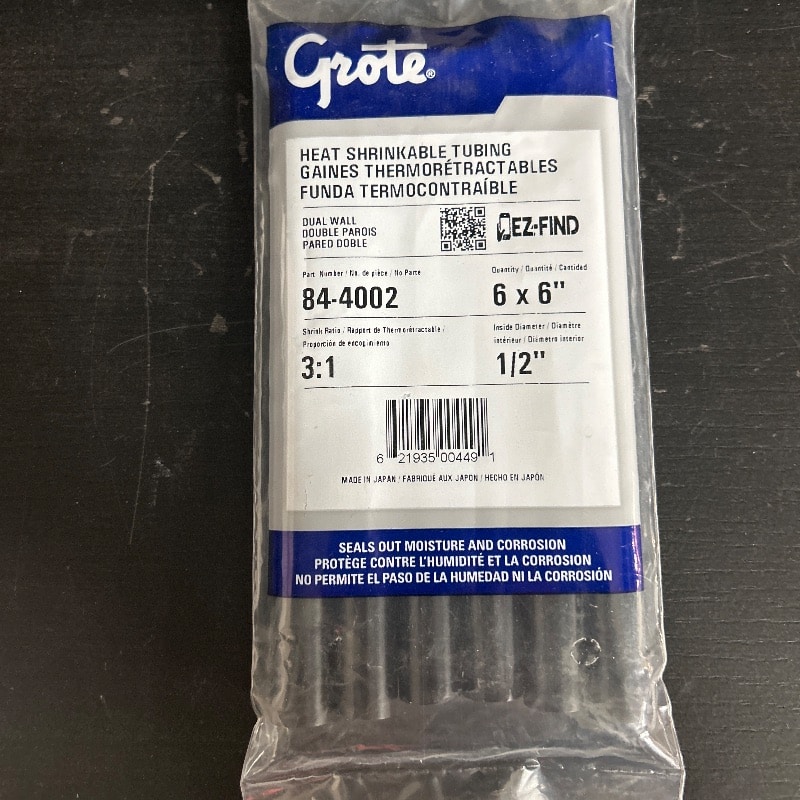 Grote®
HEAT SHRINKABLE TUBING
GAINES THERMORÉTRACTABLES
FUNDA TERMOCONTRAÍBLE
DUAL WALL
DOUBLE PAROIS
PARED DOBLE
EZ-FIND
Part Number / No. de pièce / No Parte
84-4002
Quantity / Quantité / Cantidad
6 x 6"
Shrink Ratio / Rapport de Thermorétractable /
Proporción de encogimiento
3:1
Inside Diameter / Diamètre
intérieur / Diámetro interior
1/2"
6 21935 00449 1
MADE IN JAPAN / FABRIQUÉ AUX JAPON / HECHO EN JAPÓN
SEALS OUT MOISTURE AND CORROSION
PROTÈGE CONTRE L'HUMIDITÉ ET LA CORROSION
NO PERMITE EL PASO DE LA HUMEDAD NI LA CORROSIÓN